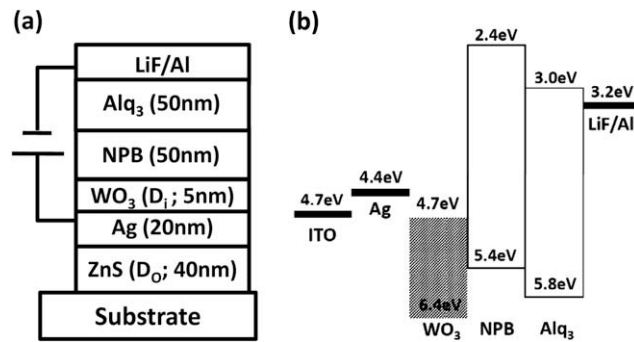 (a)
LiF/Al
Alq₃ (50nm)
NPB (50nm)
WO₃ (Dᵢ; 5nm)
Ag (20nm)
ZnS (D₀; 40nm)
Substrate
(b)
2.4eV
3.0eV
3.2eV
LiF/Al
4.4eV
4.7eV
Ag
4.7eV
ITO
5.4eV
5.8eV
6.4eV
WO₃ NPB Alq₃